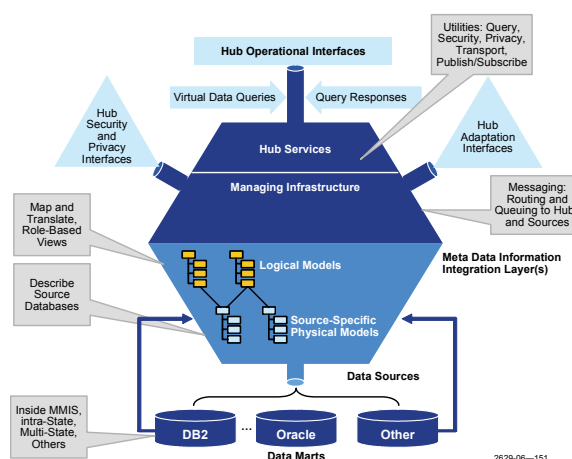 Utilities: Query,
Security, Privacy,
Transport,
Publish/Subscribe
Hub Operational Interfaces
Virtual Data Queries
Query Responses
Hub
Security
and
Privacy
Interfaces
Hub
Adaptation
Interfaces
Hub Services
Managing Infrastructure
Map and
Translate,
Role-Based
Views
Messaging:
Routing and
Queuing to Hub
and Sources
Meta Data Information
Integration Layer(s)
Logical Models
Describe
Source
Databases
Source-Specific
Physical Models
Data Sources
Inside MMIS,
intra-State,
Multi-State,
Others
DB2
...
Oracle
Other
Data Marts
2629-06—151